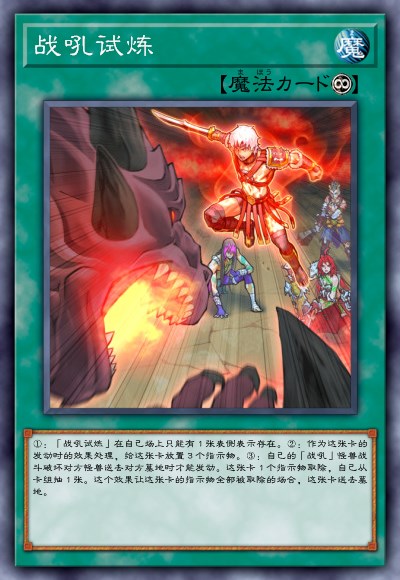 战吼试炼
魔
ま ほう
【魔法カード】
①：「战吼试炼」在自己场上只能有1张表侧表示存在。②：作为这张卡的
发动时的效果处理，给这张卡放置3个指示物。③：自己的「战吼」怪兽战
斗破坏对方怪兽送去对方墓地时才能发动。这张卡1个指示物取除，自己从
卡组抽1张。这个效果让这张卡的指示物全部被取除的场合，这张卡送去墓
地。